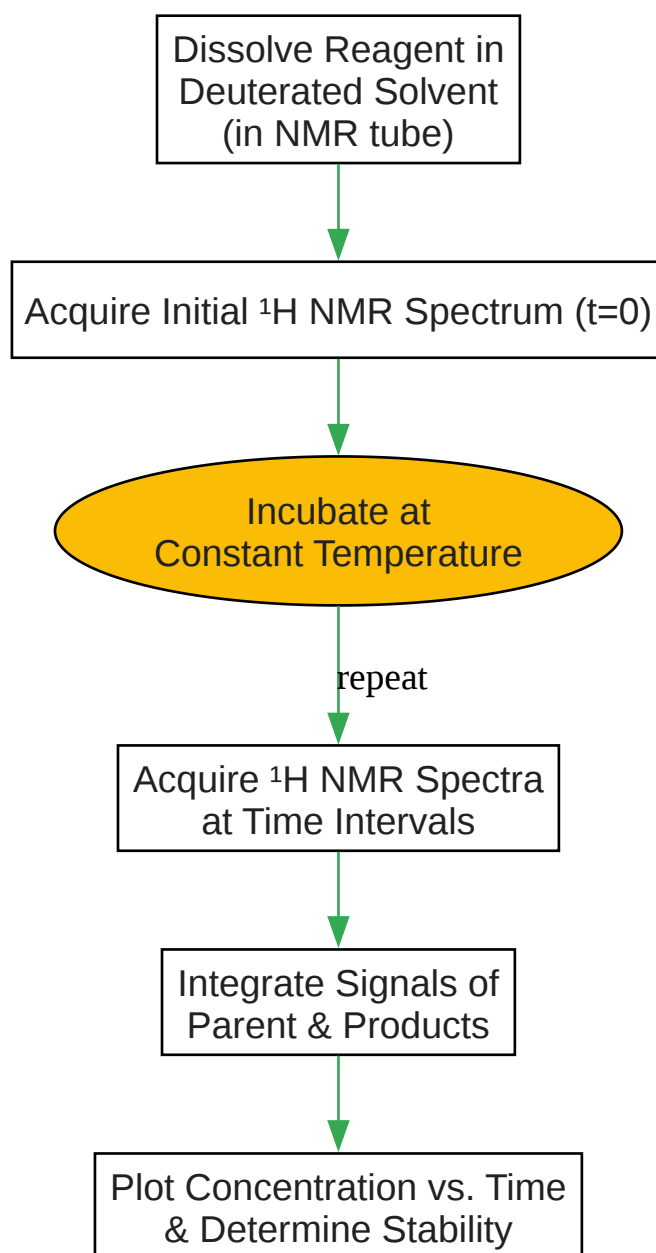 Dissolve Reagent in
Deuterated Solvent
(in NMR tube)
Acquire Initial ¹H NMR Spectrum (t=0)
Incubate at
Constant Temperature
repeat
Acquire ¹H NMR Spectra
at Time Intervals
Integrate Signals of
Parent & Products
Plot Concentration vs. Time
& Determine Stability